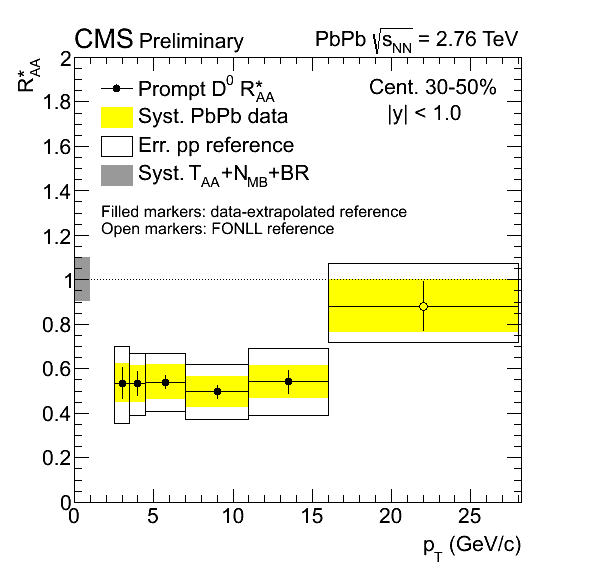 CMS Preliminary PbPb √sNN = 2.76 TeV
R*AA
2
1.8
1.6
1.4
1.2
1
0.8
0.6
0.4
0.2
0
Prompt D0 R*AA
Syst. PbPb data
Err. pp reference
Syst. TAA+NMB+BR
Cent. 30-50%
|y| < 1.0
Filled markers: data-extrapolated reference
Open markers: FONLL reference
0 5 10 15 20 25
pT (GeV/c)